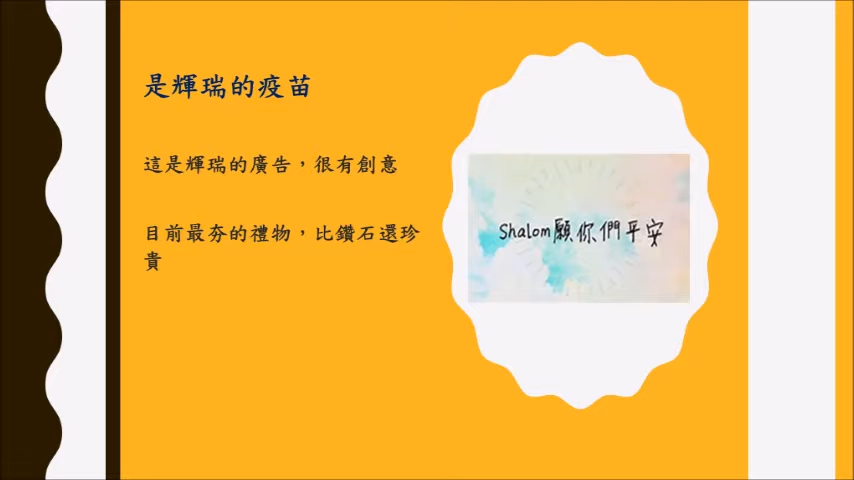 是輝瑞的疫苗
這是輝瑞的廣告，很有創意
目前最夯的禮物，比鑽石還珍
貴
Shalom願你們平安